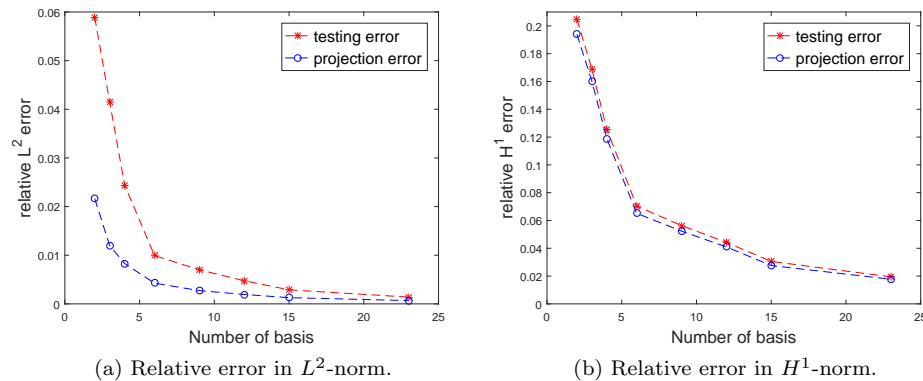 0.06
0.05
0.04
0.03
0.02
0.01
0
relative L² error
testing error
projection error
0 5 10 15 20 25
Number of basis
(a) Relative error in L²-norm.
0.2
0.18
0.16
0.14
0.12
0.1
0.08
0.06
0.04
0.02
0
relative H¹ error
testing error
projection error
0 5 10 15 20 25
Number of basis
(b) Relative error in H¹-norm.